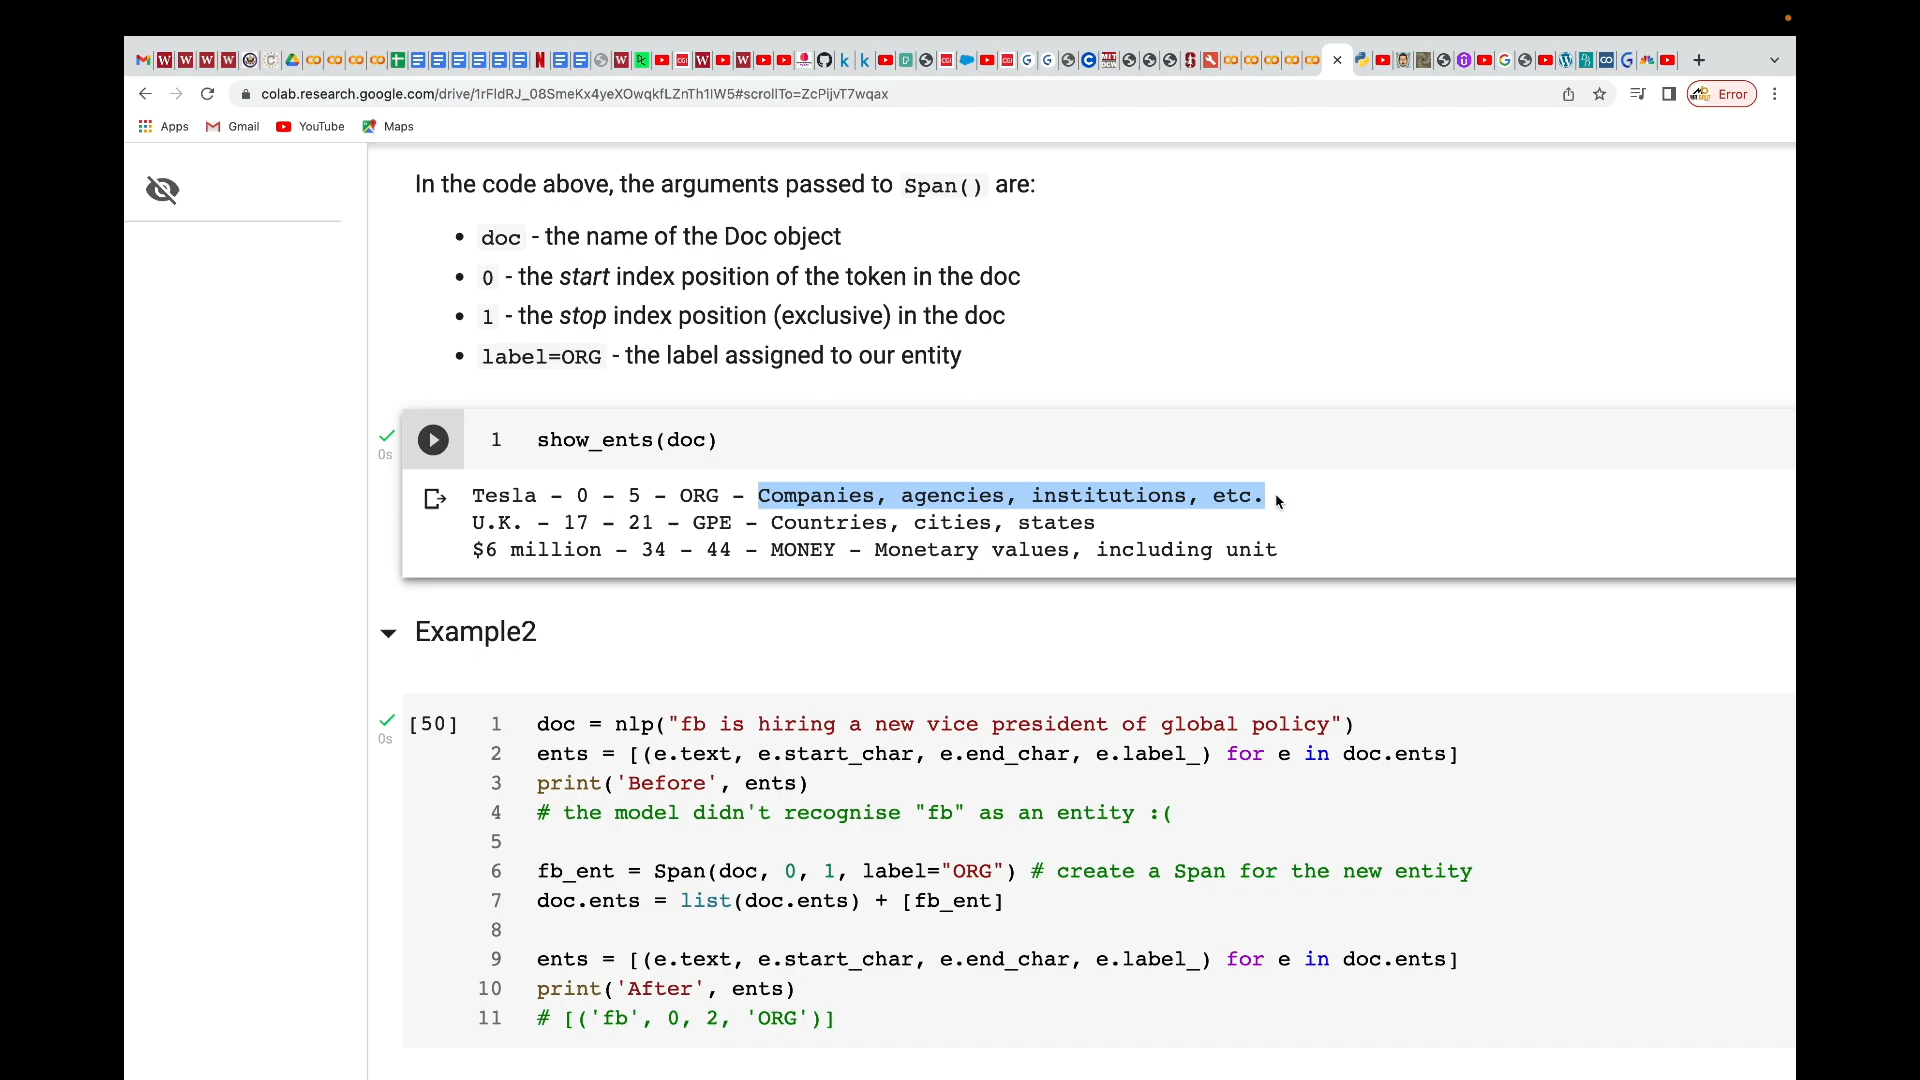 colab.research.google.com/drive/1rFldRJ_08SmeKx4yeXOwqkfLZnTh1lW5#scrollTo=ZcPijvT7wqax
Error
Apps Gmail YouTube Maps
In the code above, the arguments passed to Span() are:
• doc - the name of the Doc object
• 0 - the start index position of the token in the doc
• 1 - the stop index position (exclusive) in the doc
• label=ORG - the label assigned to our entity
0s
1 show_ents(doc)
Tesla - 0 - 5 - ORG - Companies, agencies, institutions, etc.
U.K. - 17 - 21 - GPE - Countries, cities, states
$6 million - 34 - 44 - MONEY - Monetary values, including unit
Example2
0s
[50] 1 doc = nlp("fb is hiring a new vice president of global policy")
2 ents = [(e.text, e.start_char, e.end_char, e.label_) for e in doc.ents]
3 print('Before', ents)
4 # the model didn't recognise "fb" as an entity :(
5
6 fb_ent = Span(doc, 0, 1, label="ORG") # create a Span for the new entity
7 doc.ents = list(doc.ents) + [fb_ent]
8
9 ents = [(e.text, e.start_char, e.end_char, e.label_) for e in doc.ents]
10 print('After', ents)
11 # [('fb', 0, 2, 'ORG')]